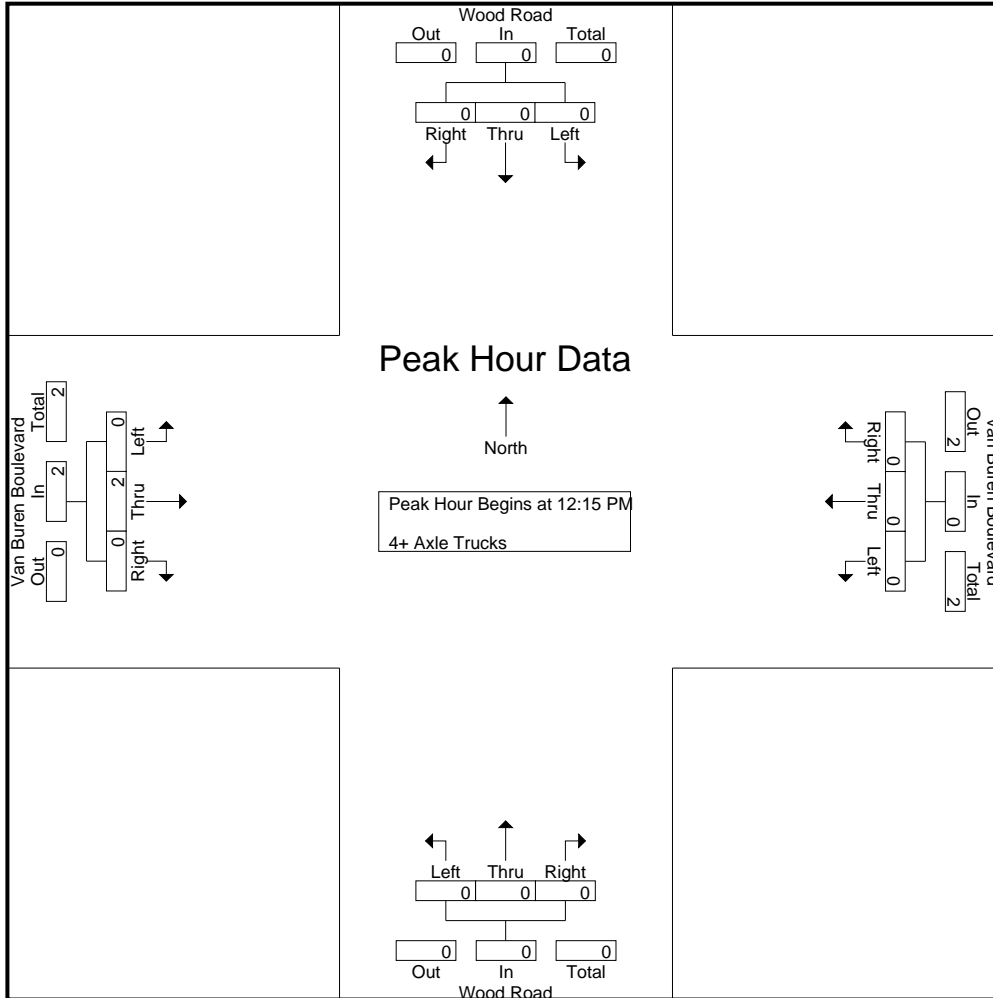 Wood Road
Out In Total
0 0 0
0 0 0
Right Thru Left
Peak Hour Data
North
Peak Hour Begins at 12:15 PM
4+ Axle Trucks
Van Buren Boulevard
Out In Total
0 2 2
0 2 0
Right Thru Left
Van Buren Boulevard
Out In Total
2 0 2
0 0 0
Right Thru Left
Left Thru Right
0 0 0
0 0 0
Out In Total
Wood Road